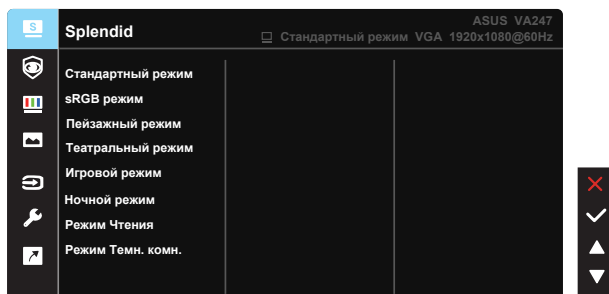 S
Splendid
ASUS VA247
Стандартный режим VGA 1920x1080@60Hz
Стандартный режим
sRGB режим
Пейзажный режим
Театральный режим
Игровой режим
Ночной режим
Режим Чтения
Режим Темн. комн.